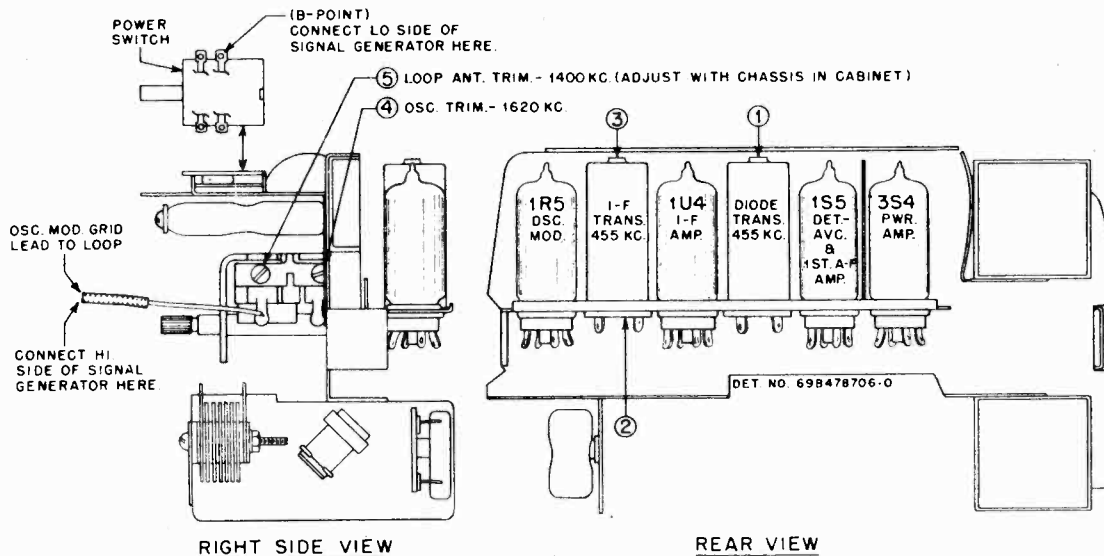 POWER
SWITCH
(B-POINT)
CONNECT LO SIDE OF
SIGNAL GENERATOR HERE.
⑤ LOOP ANT. TRIM.- 1400 KC. (ADJUST WITH CHASSIS IN CABINET)
④ OSC. TRIM.- 1620 KC.
OSC. MOD. GRID
LEAD TO LOOP
CONNECT HI.
SIDE OF SIGNAL
GENERATOR HERE.
RIGHT SIDE VIEW
③
①
1R5
OSC.
MOD.
I-F
TRANS.
455 KC.
1U4
I-F
AMP.
DIODE
TRANS.
455 KC.
1S5
DET.-
AVC.
&
1ST. A-F
AMP.
3S4
PWR.
AMP.
②
DET. NO. 69B478706-0
REAR VIEW